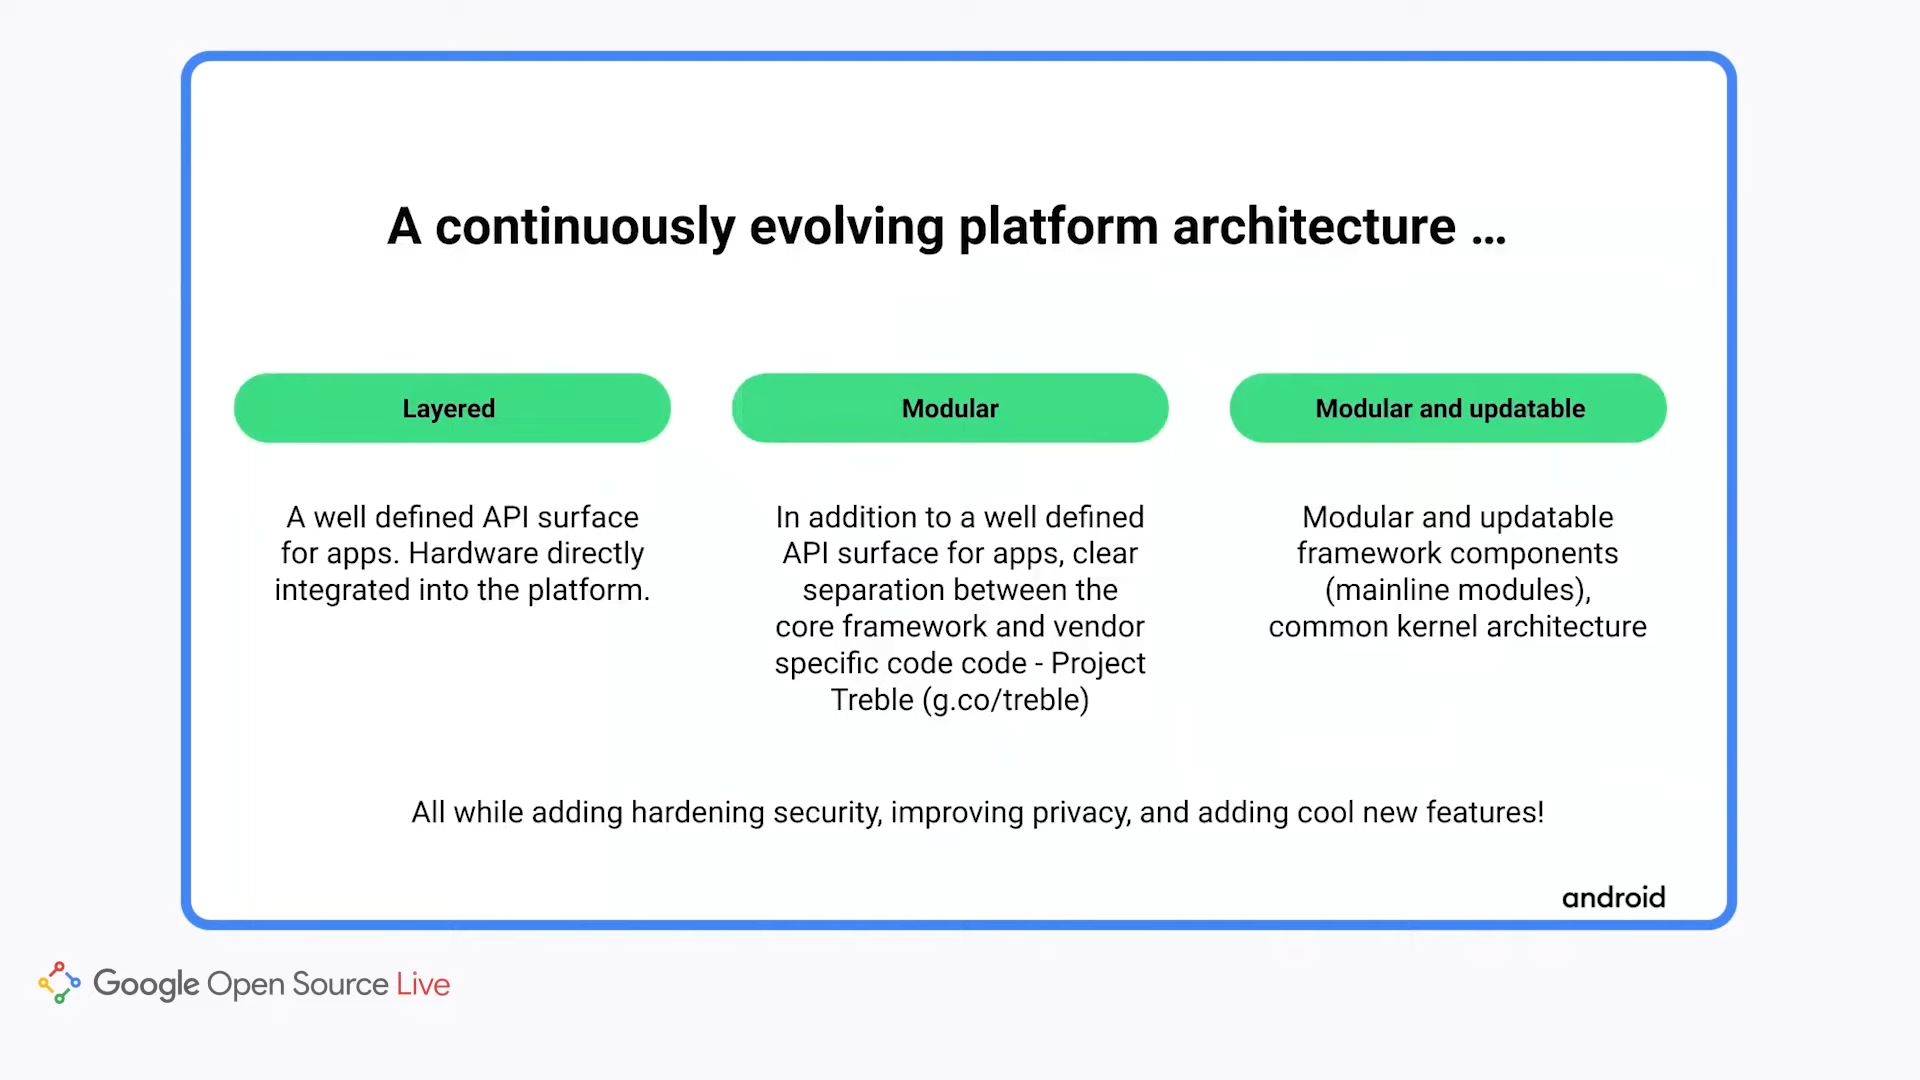 A continuously evolving platform architecture ...
Layered
A well defined API surface
for apps. Hardware directly
integrated into the platform.
Modular
In addition to a well defined
API surface for apps, clear
separation between the
core framework and vendor
specific code code - Project
Treble (g.co/treble)
Modular and updatable
Modular and updatable
framework components
(mainline modules),
common kernel architecture
All while adding hardening security, improving privacy, and adding cool new features!
android
Google Open Source Live